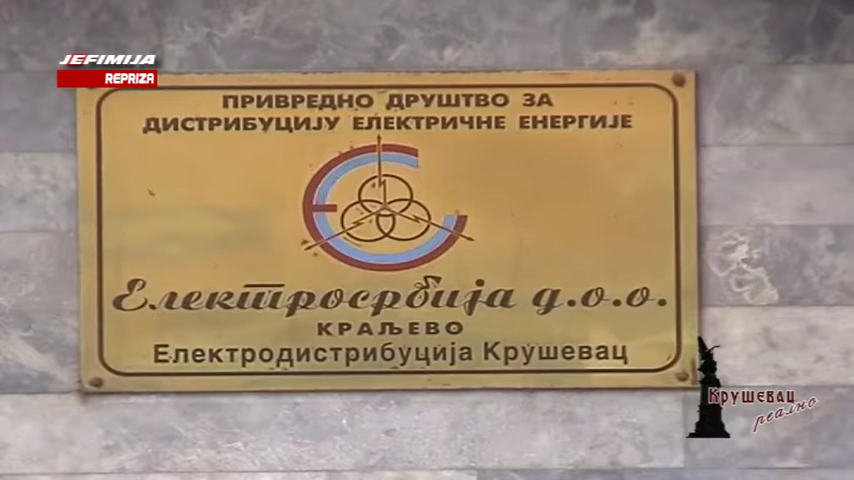 JEFIMIJA
REPRIZA
ПРИВРЕДНО ДРУШТВО ЗА
ДИСТРИБУЦИЈУ ЕЛЕКТРИЧНЕ ЕНЕРГИЈЕ
Електросрбија д.о.о.
КРАЉЕВО
Електродистрибуција Крушевац
Крушевац
реално